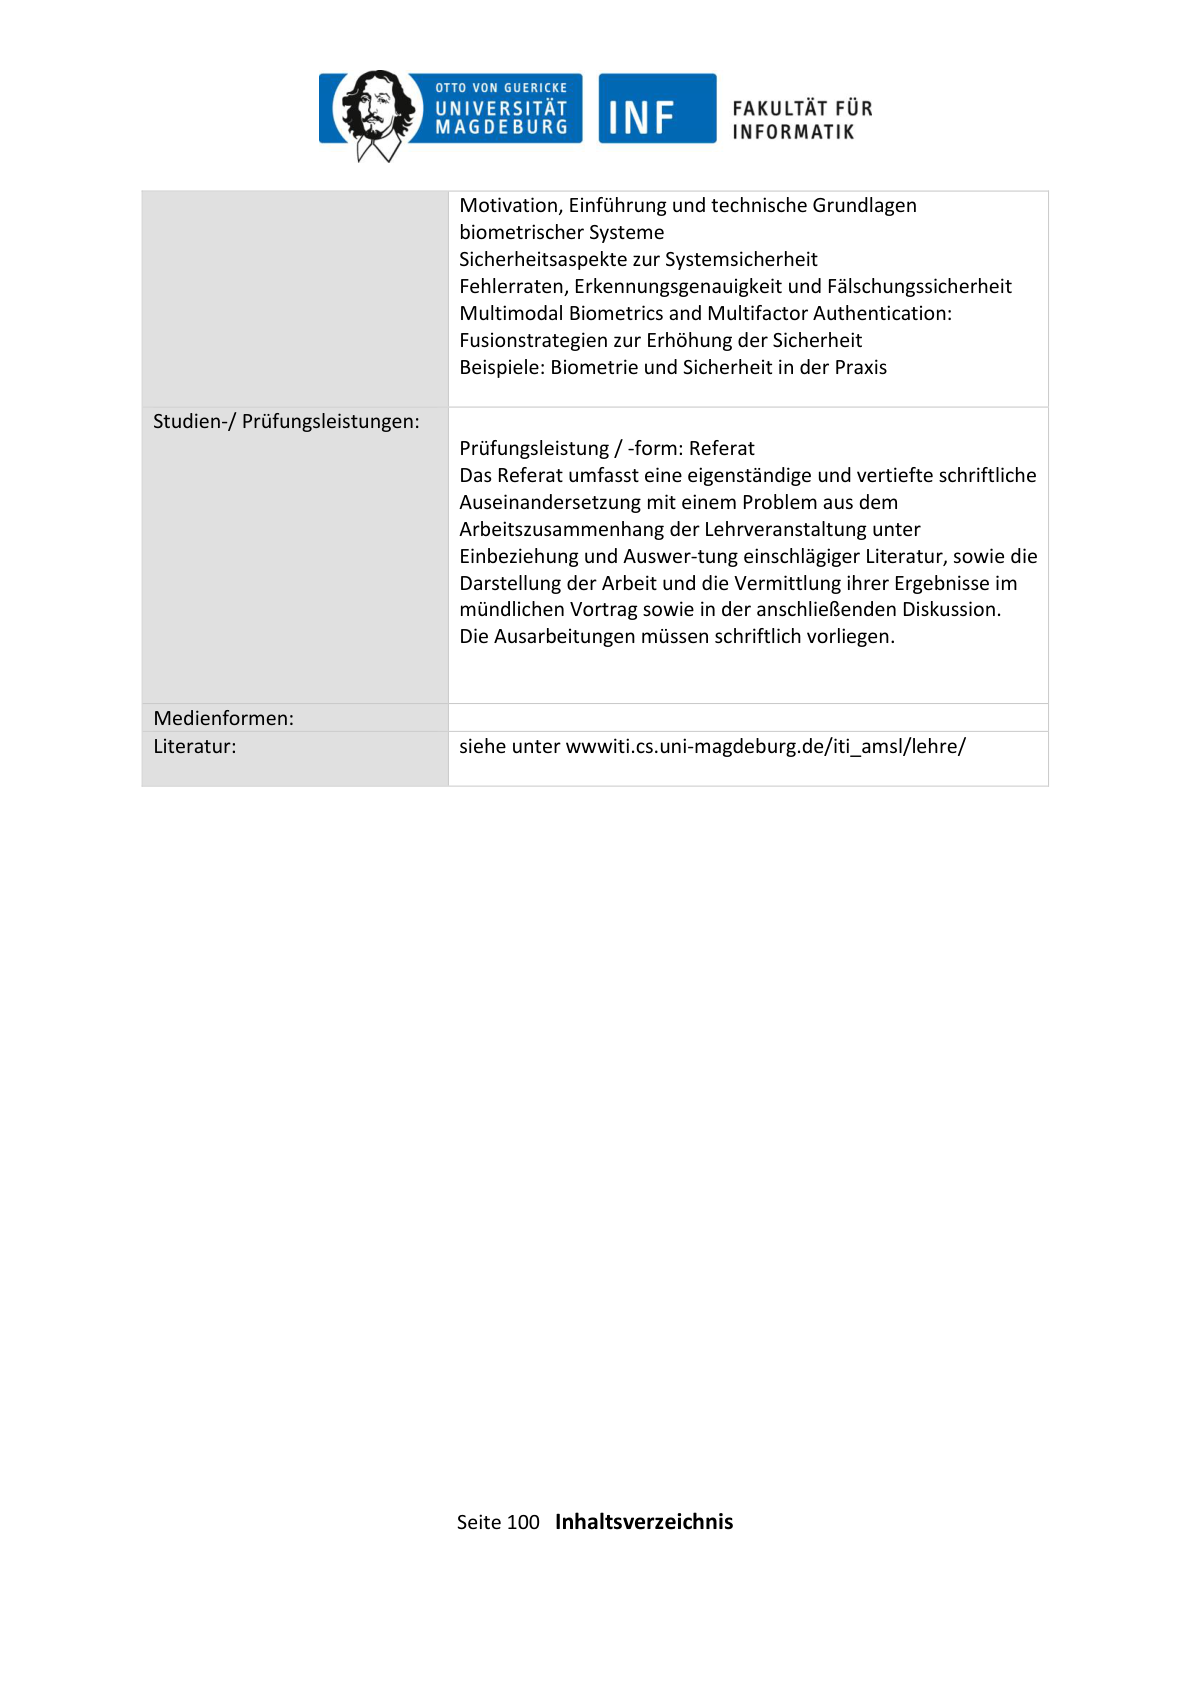 OTTO VON GUERICKE
UNIVERSITÄT
MAGDEBURG
INF
FAKULTÄT FÜR
INFORMATIK
Motivation, Einführung und technische Grundlagen
biometrischer Systeme
Sicherheitsaspekte zur Systemsicherheit
Fehlerraten, Erkennungsgenauigkeit und Fälschungssicherheit
Multimodal Biometrics and Multifactor Authentication:
Fusionstrategien zur Erhöhung der Sicherheit
Beispiele: Biometrie und Sicherheit in der Praxis
Studien-/ Prüfungsleistungen:
Prüfungsleistung / -form: Referat
Das Referat umfasst eine eigenständige und vertiefte schriftliche
Auseinandersetzung mit einem Problem aus dem
Arbeitszusammenhang der Lehrveranstaltung unter
Einbeziehung und Auswer-tung einschlägiger Literatur, sowie die
Darstellung der Arbeit und die Vermittlung ihrer Ergebnisse im
mündlichen Vortrag sowie in der anschließenden Diskussion.
Die Ausarbeitungen müssen schriftlich vorliegen.
Medienformen:
Literatur:
siehe unter wwwiti.cs.uni-magdeburg.de/iti_amsl/lehre/
Seite 100 Inhaltsverzeichnis